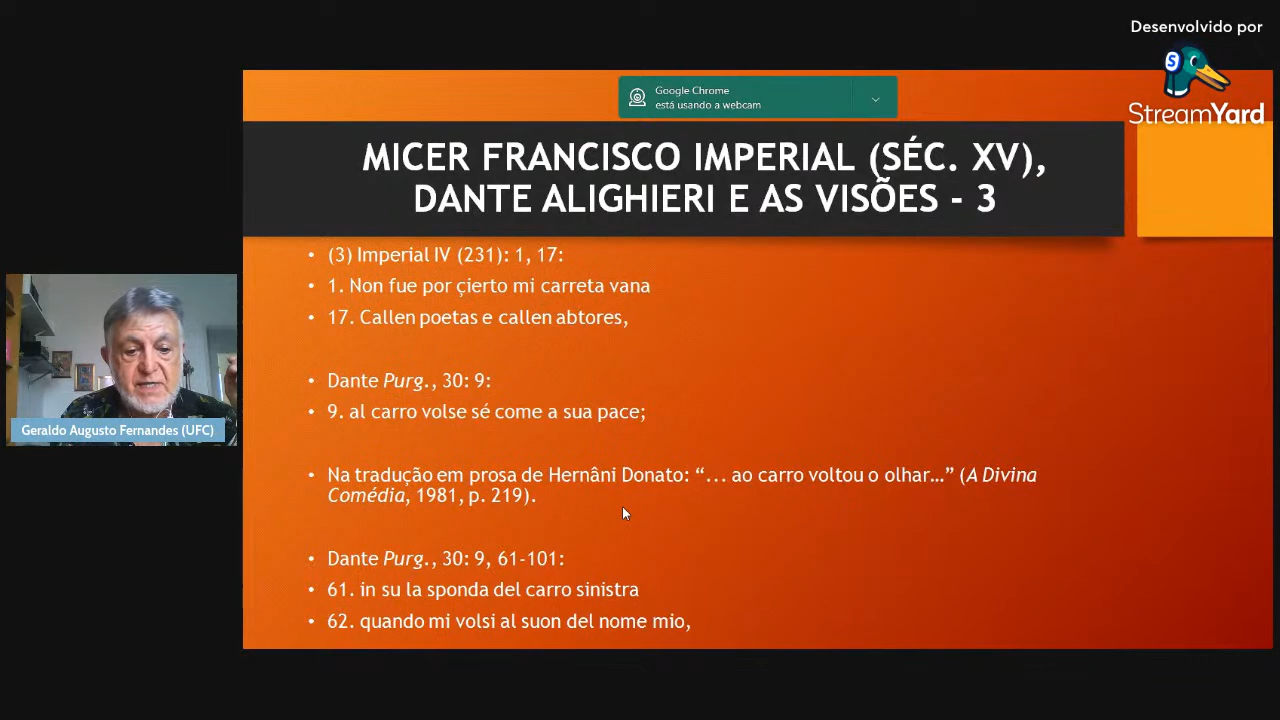 Desenvolvido por
StreamYard
Google Chrome
está usando a webcam
MICER FRANCISCO IMPERIAL (SÉC. XV),
DANTE ALIGHIERI E AS VISÕES - 3
• (3) Imperial IV (231): 1, 17:
• 1. Non fue por çierto mi carreta vana
• 17. Callen poetas e callen abtores,
• Dante Purg., 30: 9:
• 9. al carro volse sé come a sua pace;
• Na tradução em prosa de Hernâni Donato: “... ao carro voltou o olhar…” (A Divina
Comédia, 1981, p. 219).
• Dante Purg., 30: 9, 61-101:
• 61. in su la sponda del carro sinistra
• 62. quando mi volsi al suon del nome mio,
Geraldo Augusto Fernandes (UFC)